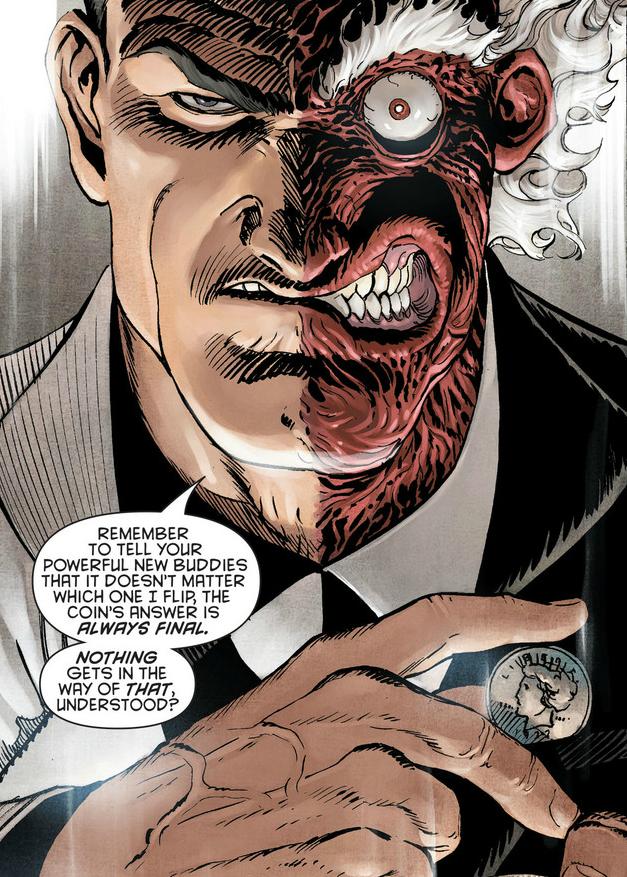 REMEMBER
TO TELL YOUR
POWERFUL NEW BUDDIES
THAT IT DOESN'T MATTER
WHICH ONE I FLIP, THE
COIN'S ANSWER IS
ALWAYS FINAL.
NOTHING
GETS IN THE
WAY OF THAT,
UNDERSTOOD?